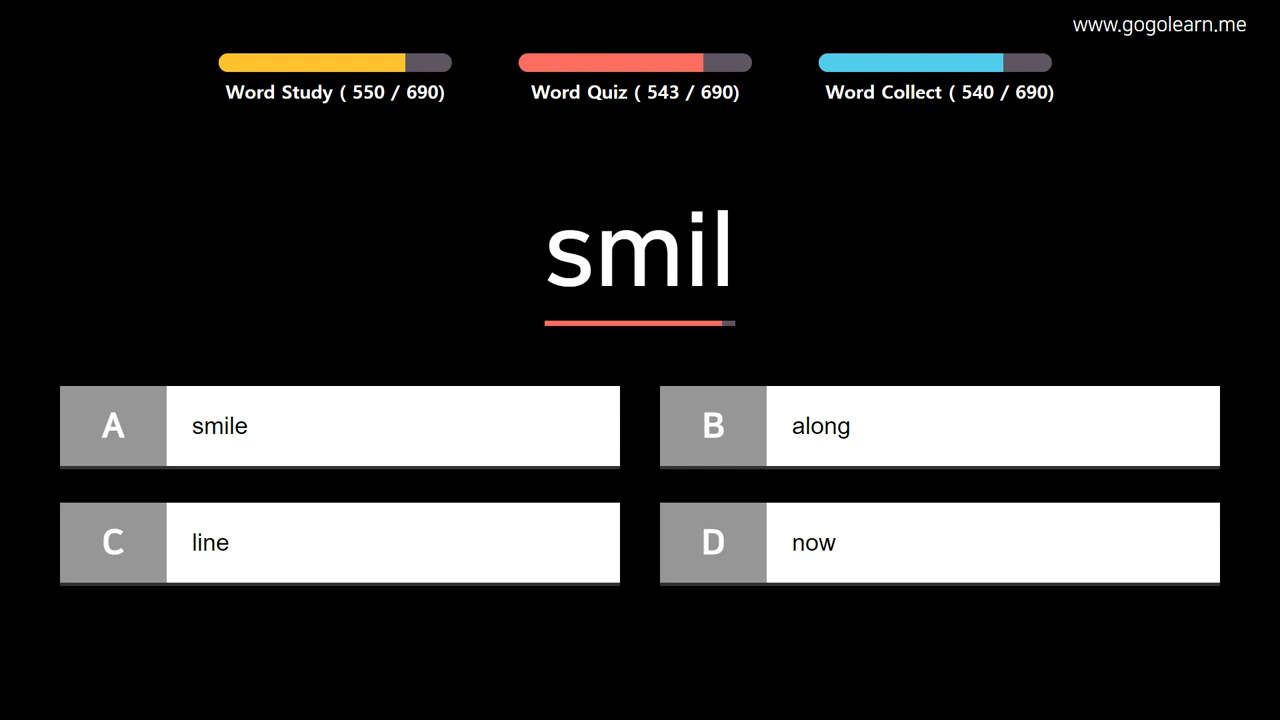 www.gogolearn.me
Word Study ( 550 / 690)
Word Quiz ( 543 / 690)
Word Collect ( 540 / 690)
smil
A smile
B along
C line
D now